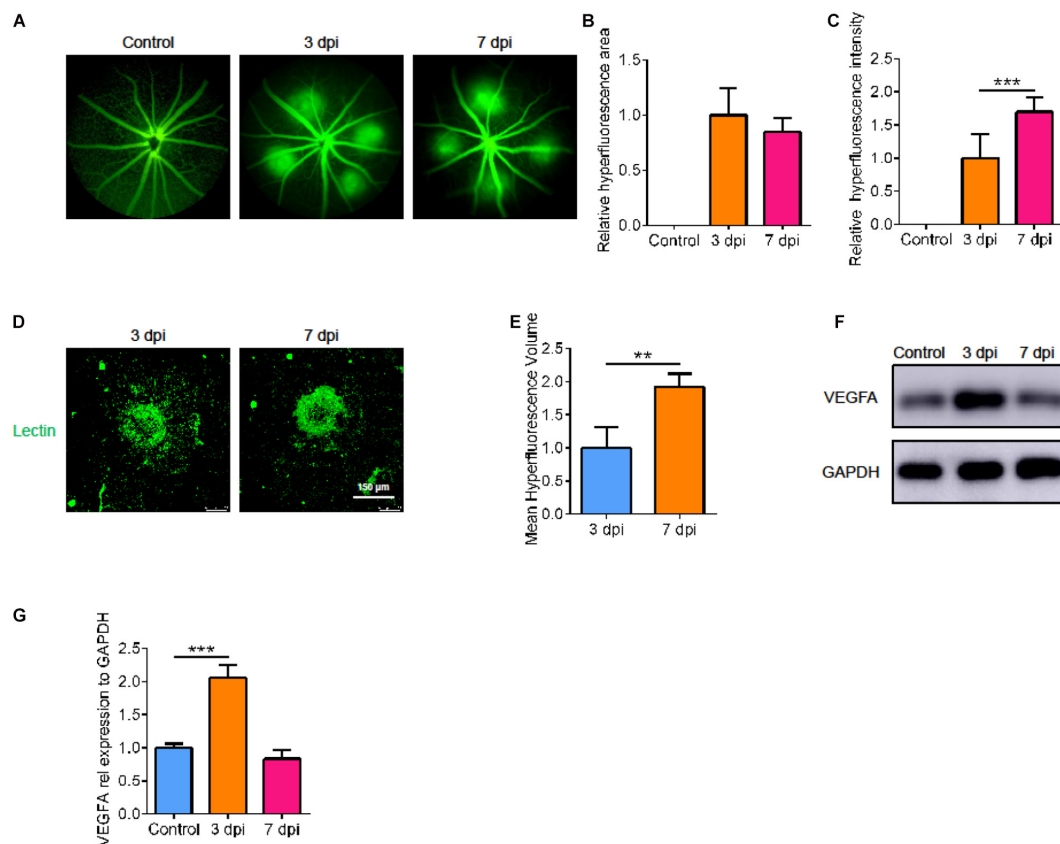 A
Control
3 dpi
7 dpi
B
Relative hyperfluorescence area
1.5
1.0
0.5
0.0
Control
3 dpi
7 dpi
C
Relative hyperfluorescence intensity
2.5
2.0
1.5
1.0
0.5
0.0
***
Control
3 dpi
7 dpi
D
3 dpi
7 dpi
Lectin
150 μm
E
Mean Hyperfluorescence Volume
2.5
2.0
1.5
1.0
0.5
0.0
**
3 dpi
7 dpi
F
Control
3 dpi
7 dpi
VEGFA
GAPDH
G
VEGFA rel expression to GAPDH
2.5
2.0
1.5
1.0
0.5
0.0
***
Control
3 dpi
7 dpi